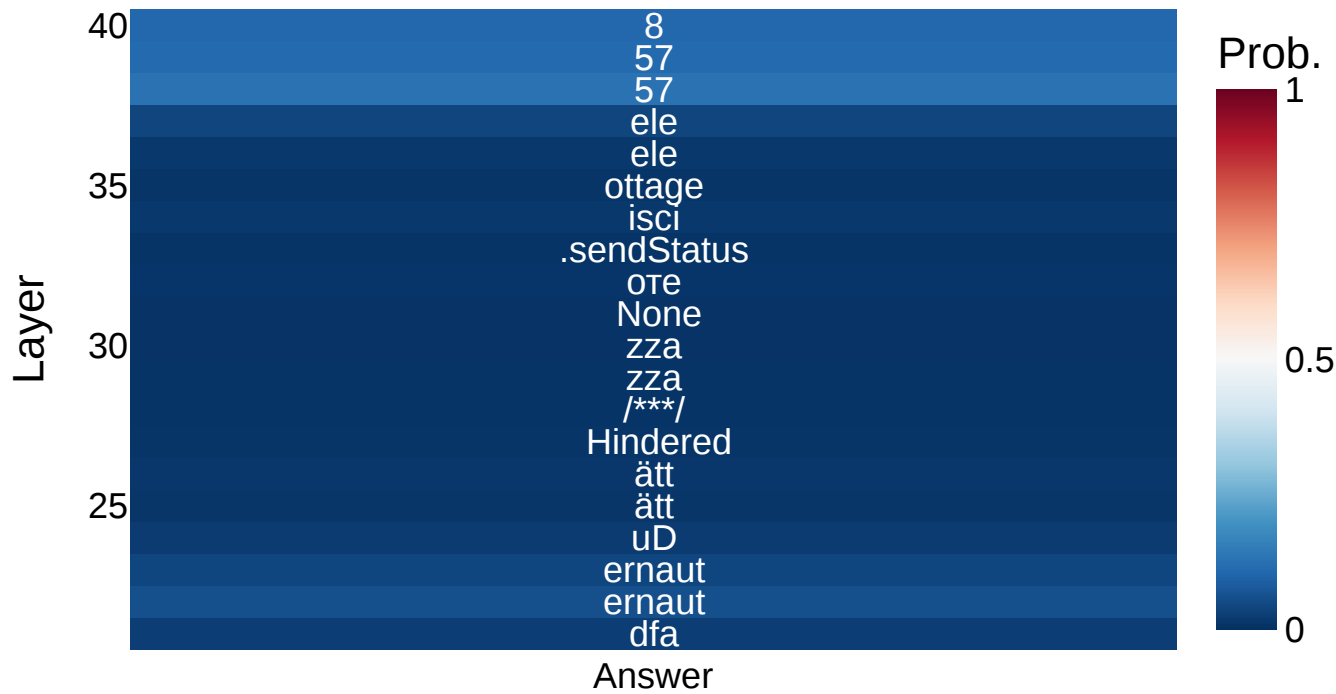 40
8
Prob.
57
57
1
ele
ele
35
ottage
isci
.sendStatus
оте
Layer
None
30
zza
0.5
zza
/***/
Hindered
ätt
25
ätt
uD
ernaut
ernaut
dfa
0
Answer